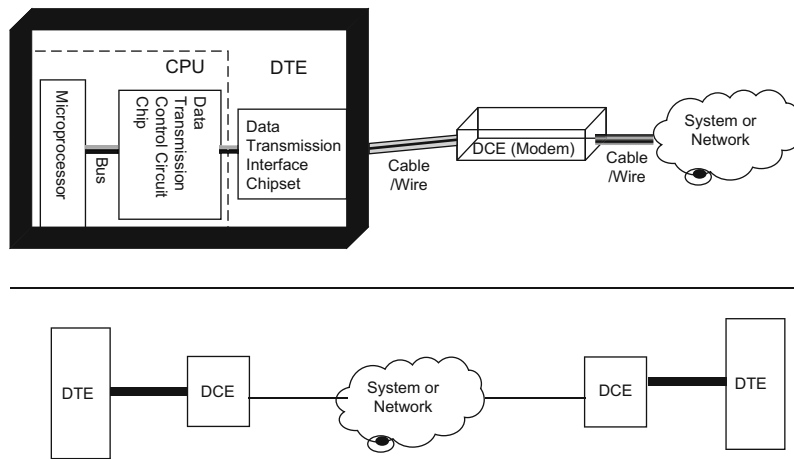 CPU
DTE
Microprocessor
Bus
Data
Transmission
Control Circuit
Chip
Data
Transmission
Interface
Chipset
Cable
/Wire
DCE (Modem)
Cable
/Wire
System or
Network
DTE
DCE
System or
Network
DCE
DTE